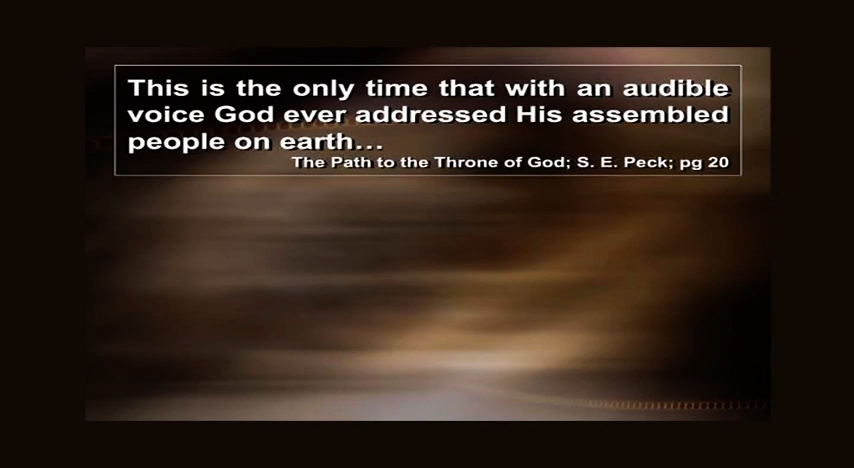 This is the only time that with an audible
voice God ever addressed His assembled
people on earth...
The Path to the Throne of God; S. E. Peck; pg 20